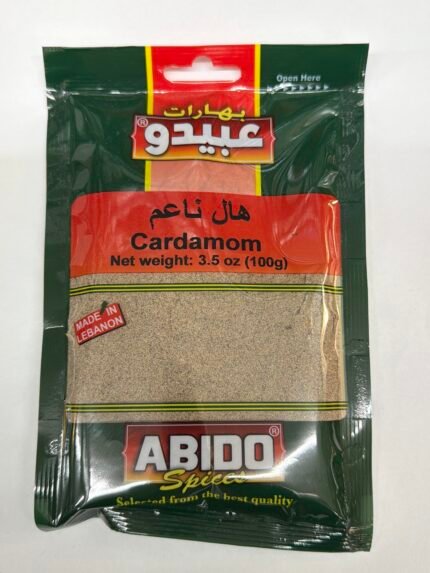 Open Here
بهارات
عبيدو®
هال ناعم
Cardamom
Net weight: 3.5 oz (100g)
MADE IN
LEBANON
ABIDO®
Spices
Selected from the best quality